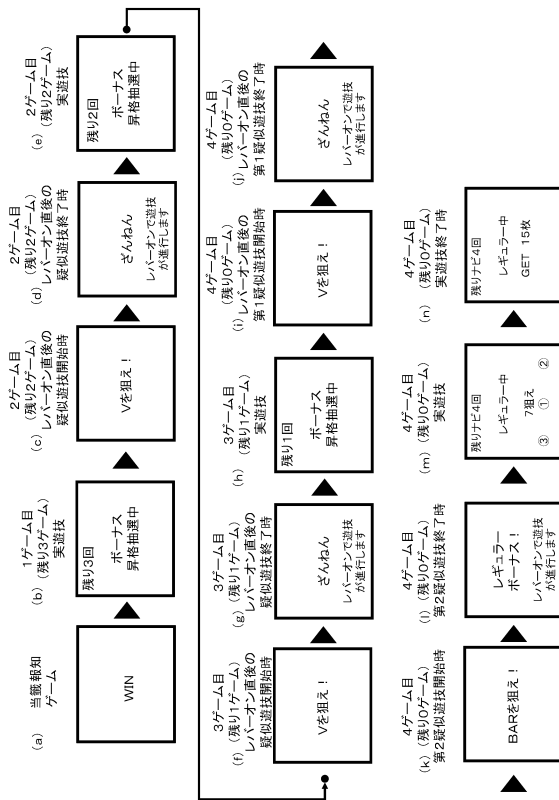 (a)
当籤報知
ゲーム
WIN
(b)
1ゲーム目
(残り3ゲーム)
実遊技
残り3回
ボーナス
昇格抽選中
(c)
2ゲーム目
(残り2ゲーム)
レバーオン直後の
疑似遊技開始時
Vを狙え！
(d)
2ゲーム目
(残り2ゲーム)
レバーオン直後の
疑似遊技終了時
ざんねん
レバーオンで遊技
が進行します
(e)
2ゲーム目
(残り2ゲーム)
実遊技
残り2回
ボーナス
昇格抽選中
(f)
3ゲーム目
(残り1ゲーム)
レバーオン直後の
疑似遊技開始時
Vを狙え！
(g)
3ゲーム目
(残り1ゲーム)
レバーオン直後の
疑似遊技終了時
ざんねん
レバーオンで遊技
が進行します
(h)
3ゲーム目
(残り1ゲーム)
実遊技
残り1回
ボーナス
昇格抽選中
(i)
4ゲーム目
(残り0ゲーム)
レバーオン直後の
第1疑似遊技開始時
Vを狙え！
(j)
4ゲーム目
(残り0ゲーム)
レバーオン直後の
第1疑似遊技終了時
ざんねん
レバーオンで遊技
が進行します
(k)
4ゲーム目
(残り0ゲーム)
第2疑似遊技開始時
BARを狙え！
(l)
4ゲーム目
(残り0ゲーム)
第2疑似遊技終了時
レギュラー
ボーナス！
レバーオンで遊技
が進行します
(m)
4ゲーム目
(残り0ゲーム)
実遊技
残りナビ4回
レギュラー中
7狙え
③ ① ②
(n)
4ゲーム目
(残り0ゲーム)
実遊技終了時
残りナビ4回
レギュラー中
GET 15枚